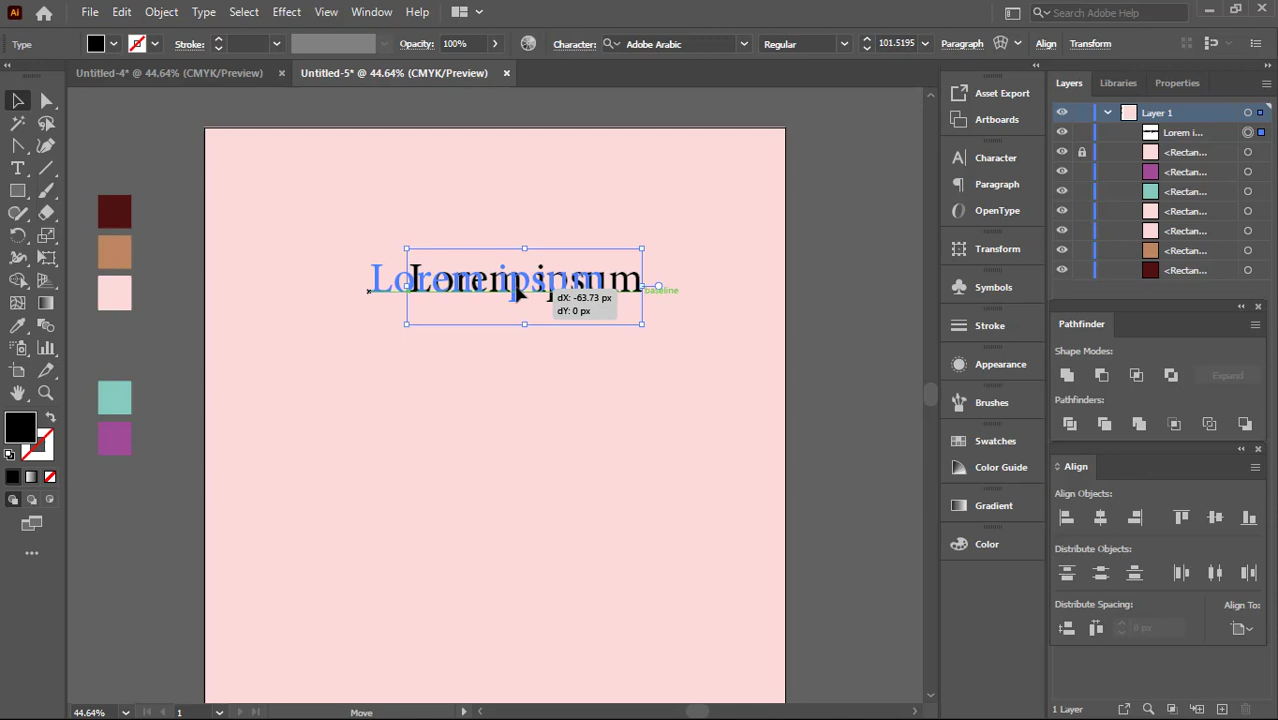 Ai File Edit Object Type Select Effect View Window Help Search Adobe Help
Type Stroke: Opacity: 100% Character: Adobe Arabic Regular 101.5195 Paragraph Align Transform
Untitled-4* @ 44.64% (CMYK/Preview) × Untitled-5* @ 44.64% (CMYK/Preview) ×
Lorem ipsum
Lorem ipsum
baseline
dX: -63.73 px
dY: 0 px
Asset Export
Artboards
Character
Paragraph
OpenType
Transform
Symbols
Stroke
Appearance
Brushes
Swatches
Color Guide
Gradient
Color
Layers Libraries Properties
Layer 1
Lorem i...
<Rectan...
<Rectan...
<Rectan...
<Rectan...
<Rectan...
<Rectan...
<Rectan...
Pathfinder
Shape Modes:
Expand
Pathfinders:
Align
Align Objects:
Distribute Objects:
Distribute Spacing: Align To:
0 px
1 Layer
44.64% 1 Move